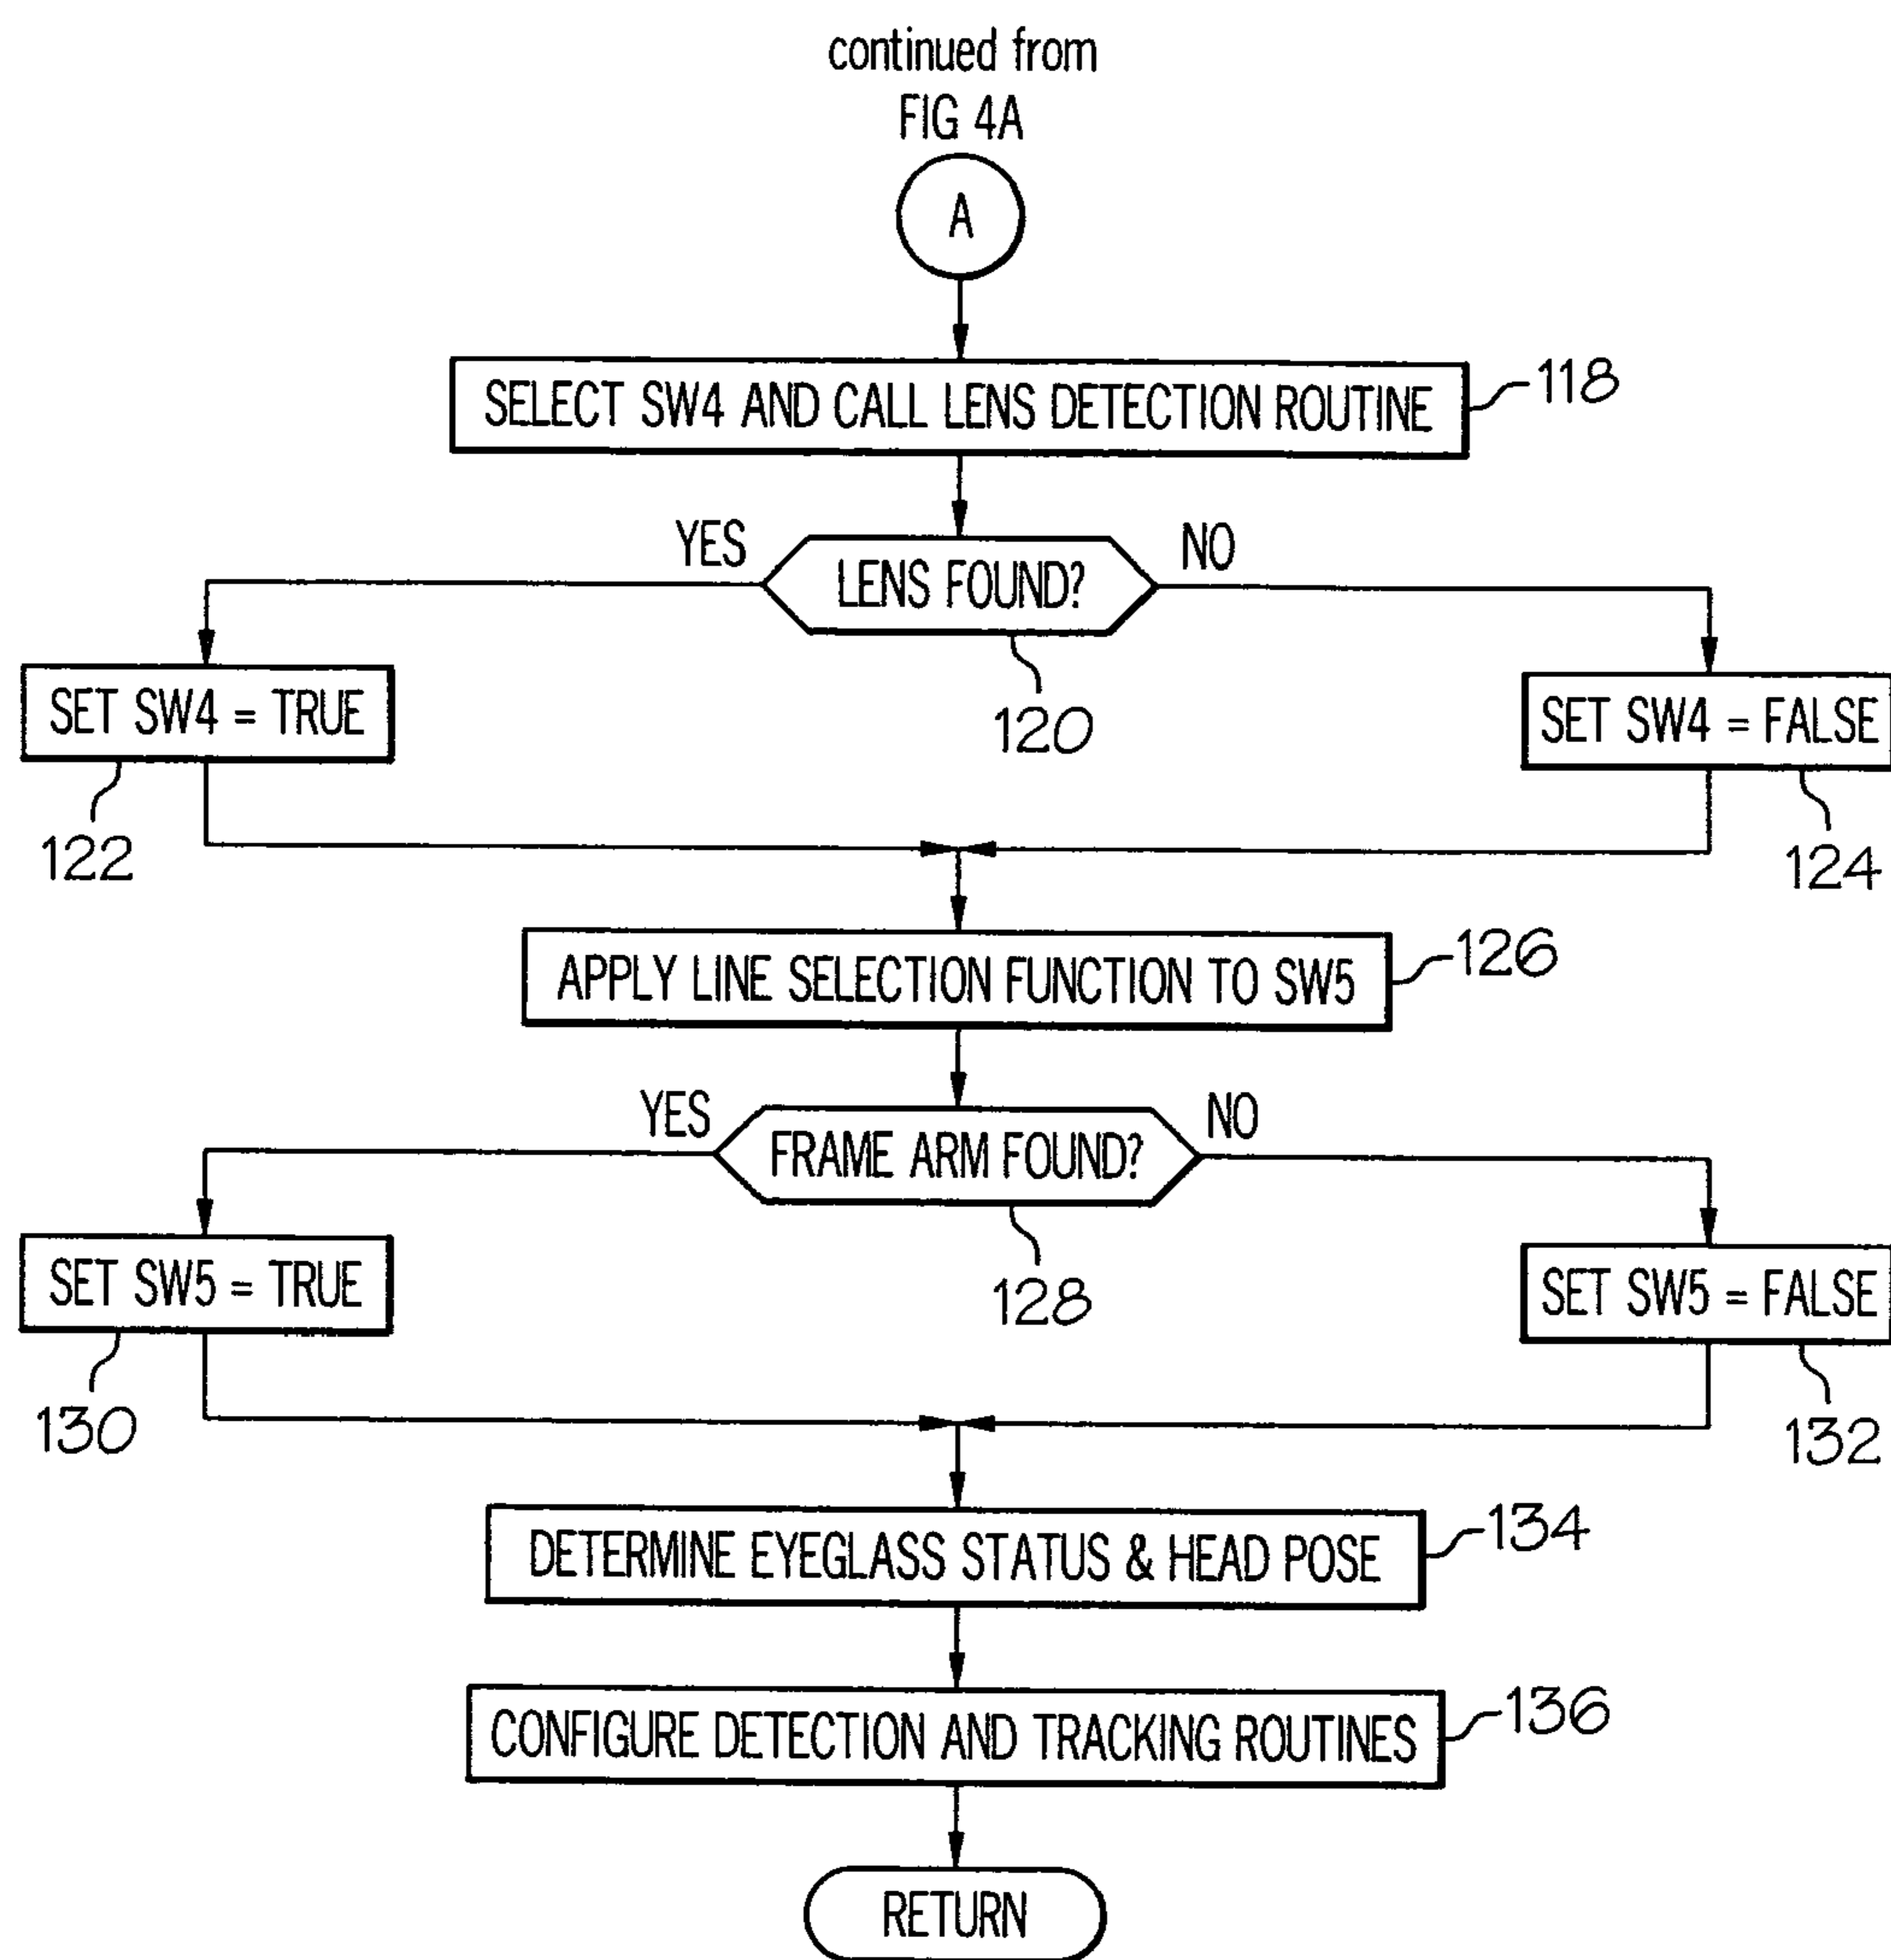 continued from
FIG 4A
A
SELECT SW4 AND CALL LENS DETECTION ROUTINE
118
YES
NO
LENS FOUND?
120
SET SW4 = TRUE
122
SET SW4 = FALSE
124
APPLY LINE SELECTION FUNCTION TO SW5
126
YES
NO
FRAME ARM FOUND?
128
SET SW5 = TRUE
130
SET SW5 = FALSE
132
DETERMINE EYEGLASS STATUS & HEAD POSE
134
CONFIGURE DETECTION AND TRACKING ROUTINES
136
RETURN